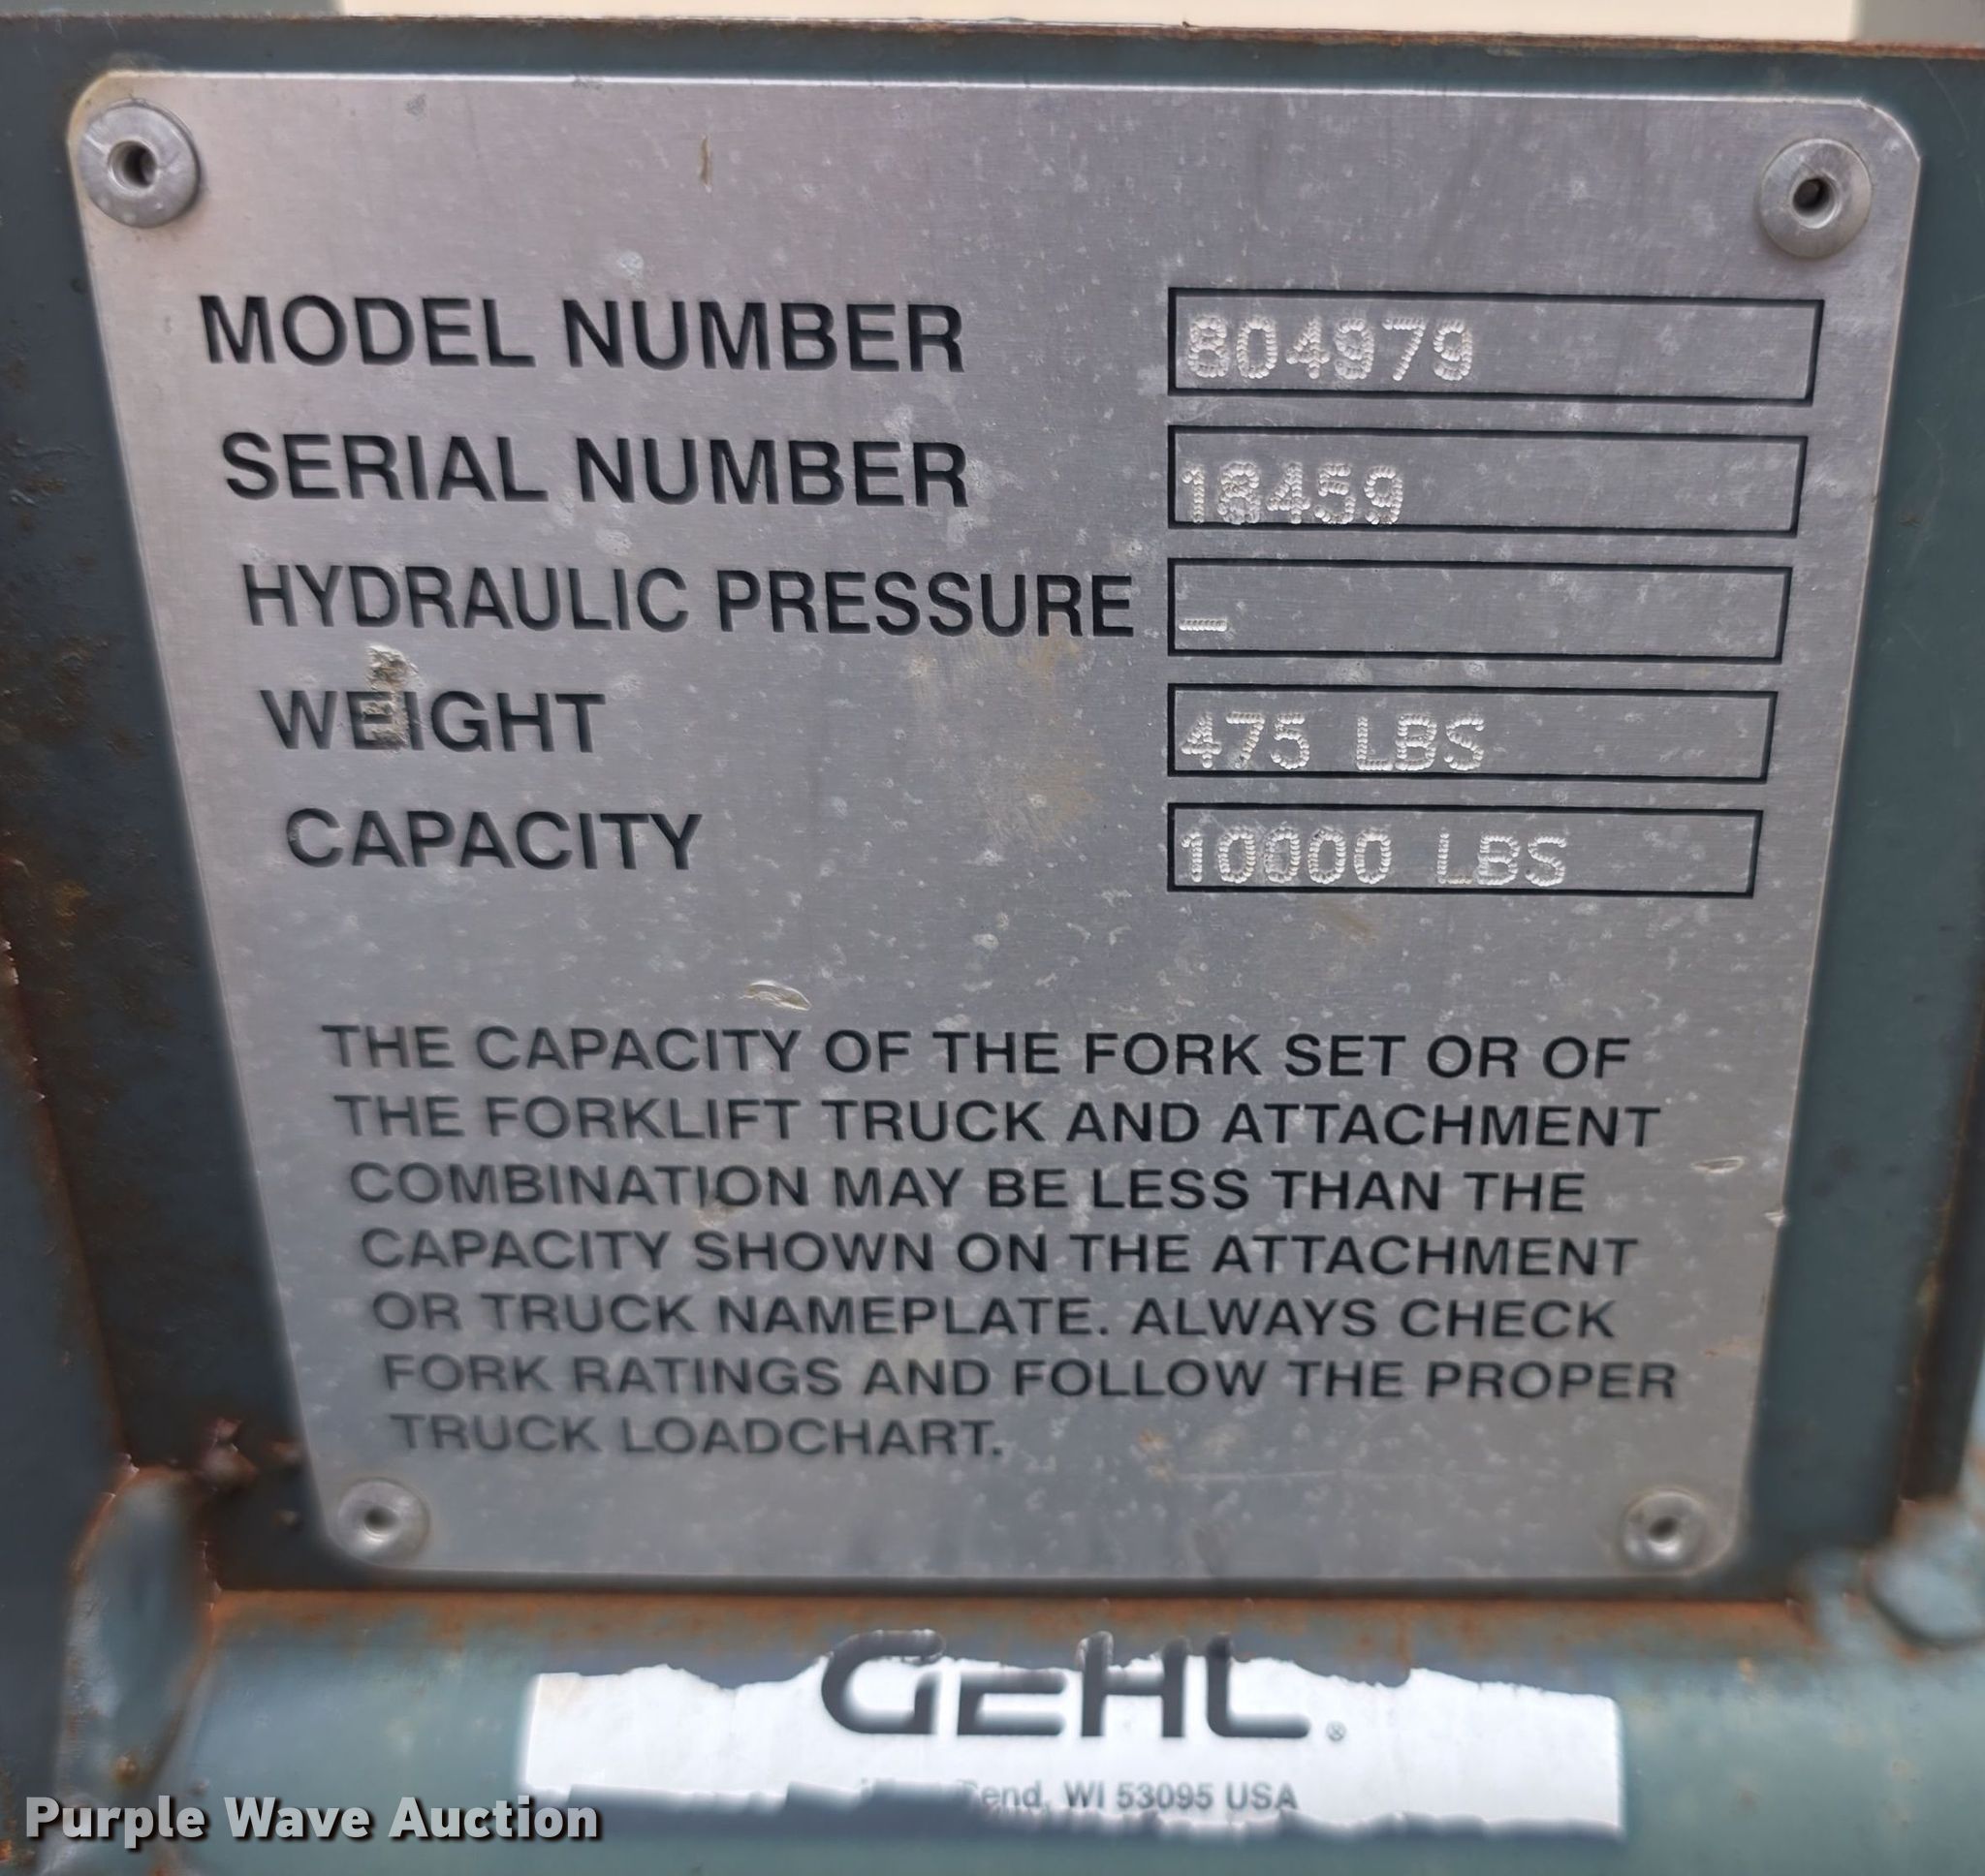 MODEL NUMBER 804979
SERIAL NUMBER 18459
HYDRAULIC PRESSURE —
WEIGHT 475 LBS
CAPACITY 10000 LBS
THE CAPACITY OF THE FORK SET OR OF
THE FORKLIFT TRUCK AND ATTACHMENT
COMBINATION MAY BE LESS THAN THE
CAPACITY SHOWN ON THE ATTACHMENT
OR TRUCK NAMEPLATE. ALWAYS CHECK
FORK RATINGS AND FOLLOW THE PROPER
TRUCK LOADCHART.
GEHL®
Bend, WI 53095 USA
Purple Wave Auction